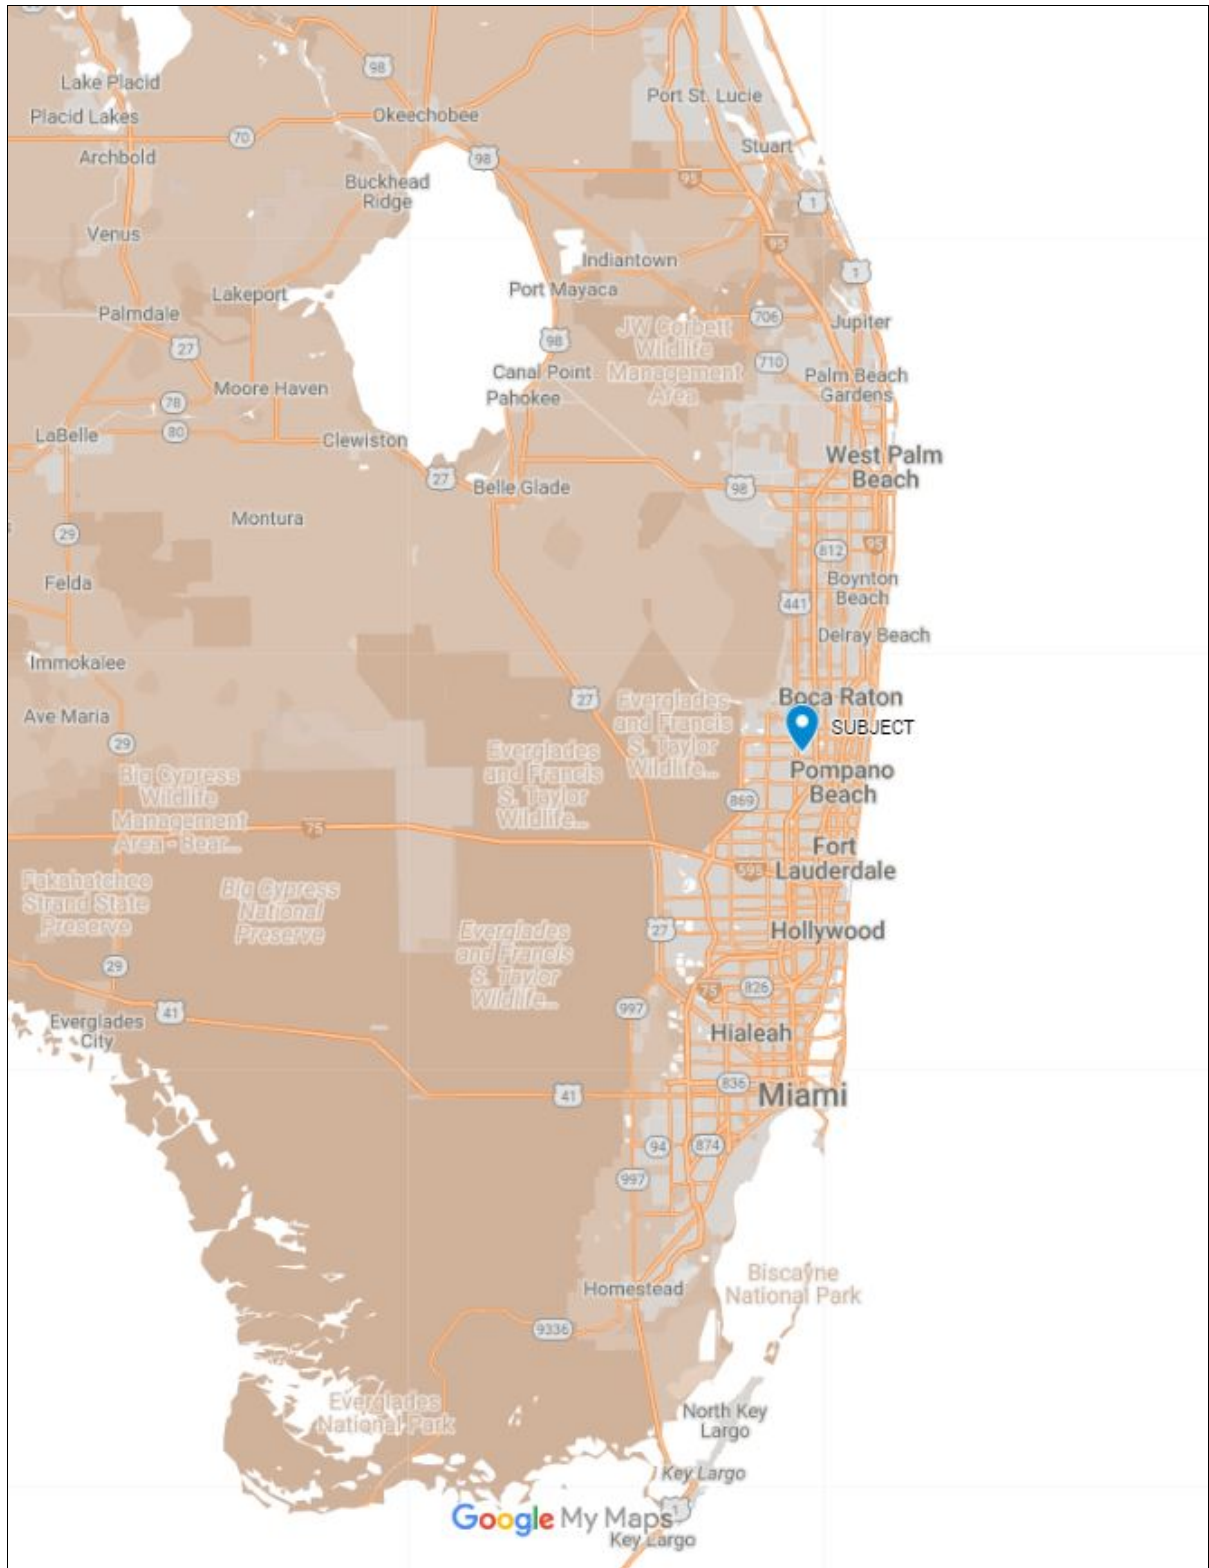 98
Lake Placid
Port St. Lucie
Okeechobee
Placid Lakes
70
Stuart
Archbold
98
95
Buckhead
Ridge
1
Venus
95
Indiantown
1
Port Mayaca
Lakeport
Palmdale
706
Jupiter
JW Corbett
Wildlife
Management
Area
98
27
710
Canal Point
Palm Beach
Gardens
Moore Haven
Pahokee
78
80
LaBelle
Clewiston
West Palm
Beach
27
Belle Glade
98
Montura
29
812
95
Felda
Boynton
Beach
441
Delray Beach
Immokalee
27
Everglades
and Francis
S. Taylor
Wildlife...
Boca Raton
Ave Maria
SUBJECT
29
Everglades
and Francis
S. Taylor
Wildlife...
Big Cypress
Wildlife
Management
Area - Bear...
Pompano
Beach
869
75
Fort
Lauderdale
595
Fakahatchee
Strand State
Preserve
Big Cypress
National
Preserve
Everglades
and Francis
S. Taylor
Wildlife...
27
Hollywood
29
75
826
997
41
Everglades
City
Hialeah
836
41
Miami
94
874
997
Biscayne
National Park
Homestead
9336
Everglades
National Park
North Key
Largo
Key Largo
1
Google My Maps
Key Largo